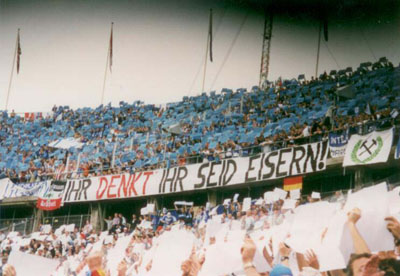 IHR DENKT IHR SEID EISERN!